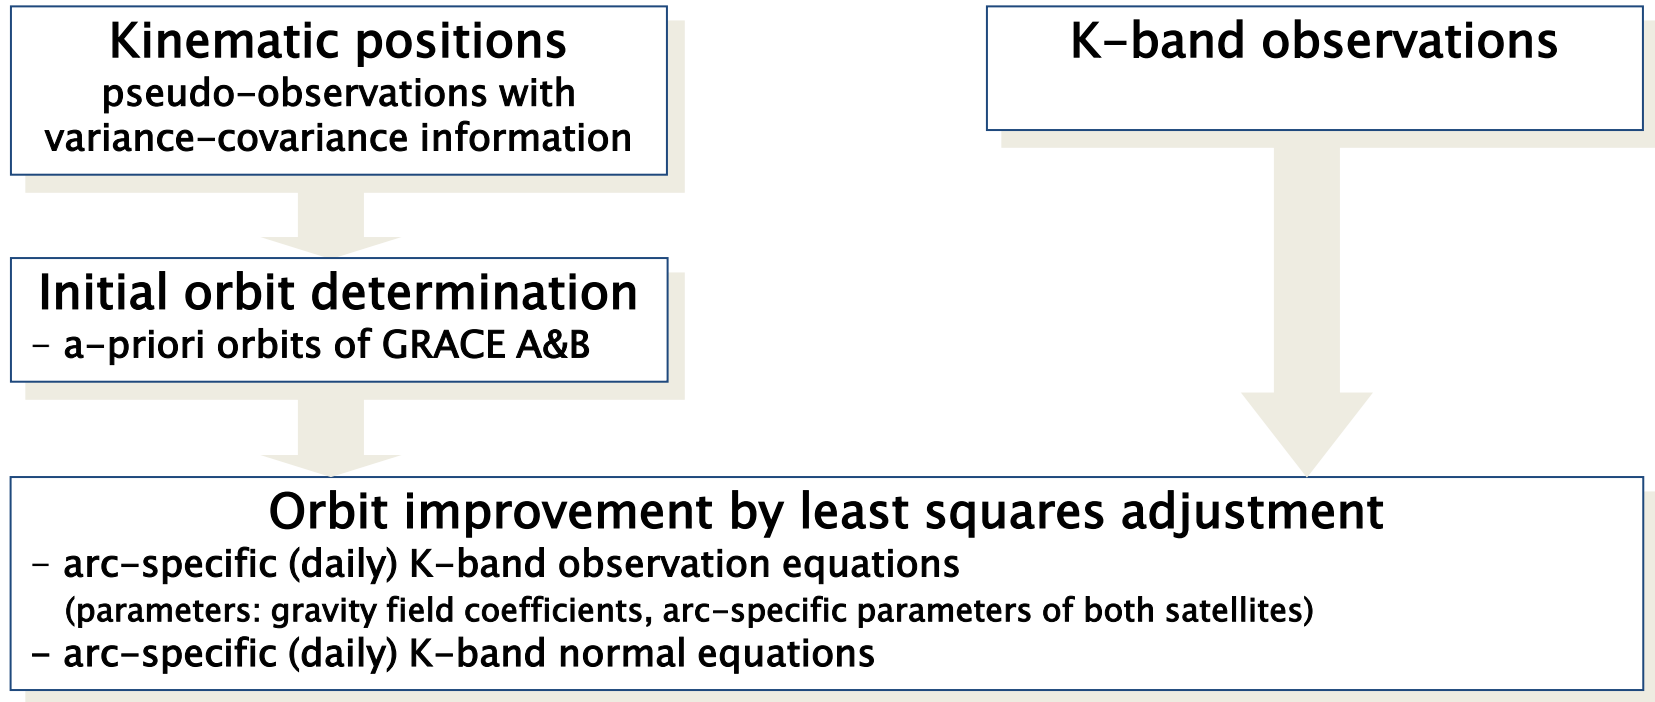 Kinematic positions
pseudo-observations with
variance-covariance information
K-band observations
Initial orbit determination
- a-priori orbits of GRACE A&B
Orbit improvement by least squares adjustment
- arc-specific (daily) K-band observation equations
(parameters: gravity field coefficients, arc-specific parameters of both satellites)
- arc-specific (daily) K-band normal equations